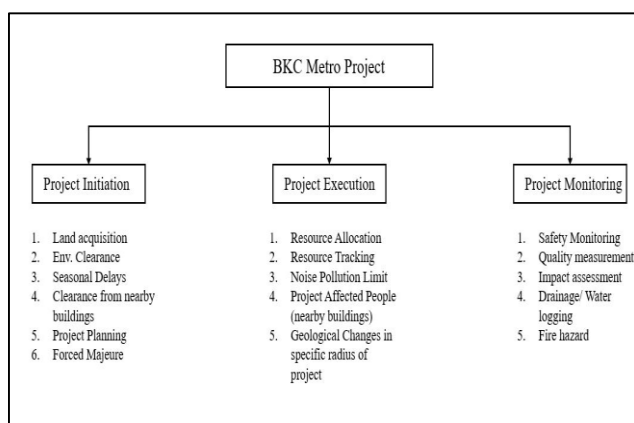 BKC Metro Project
Project Initiation
1. Land acquisition
2. Env. Clearance
3. Seasonal Delays
4. Clearance from nearby
buildings
5. Project Planning
6. Forced Majeure
Project Execution
1. Resource Allocation
2. Resource Tracking
3. Noise Pollution Limit
4. Project Affected People
(nearby buildings)
5. Geological Changes in
specific radius of
project
Project Monitoring
1. Safety Monitoring
2. Quality measurement
3. Impact assessment
4. Drainage/ Water
logging
5. Fire hazard